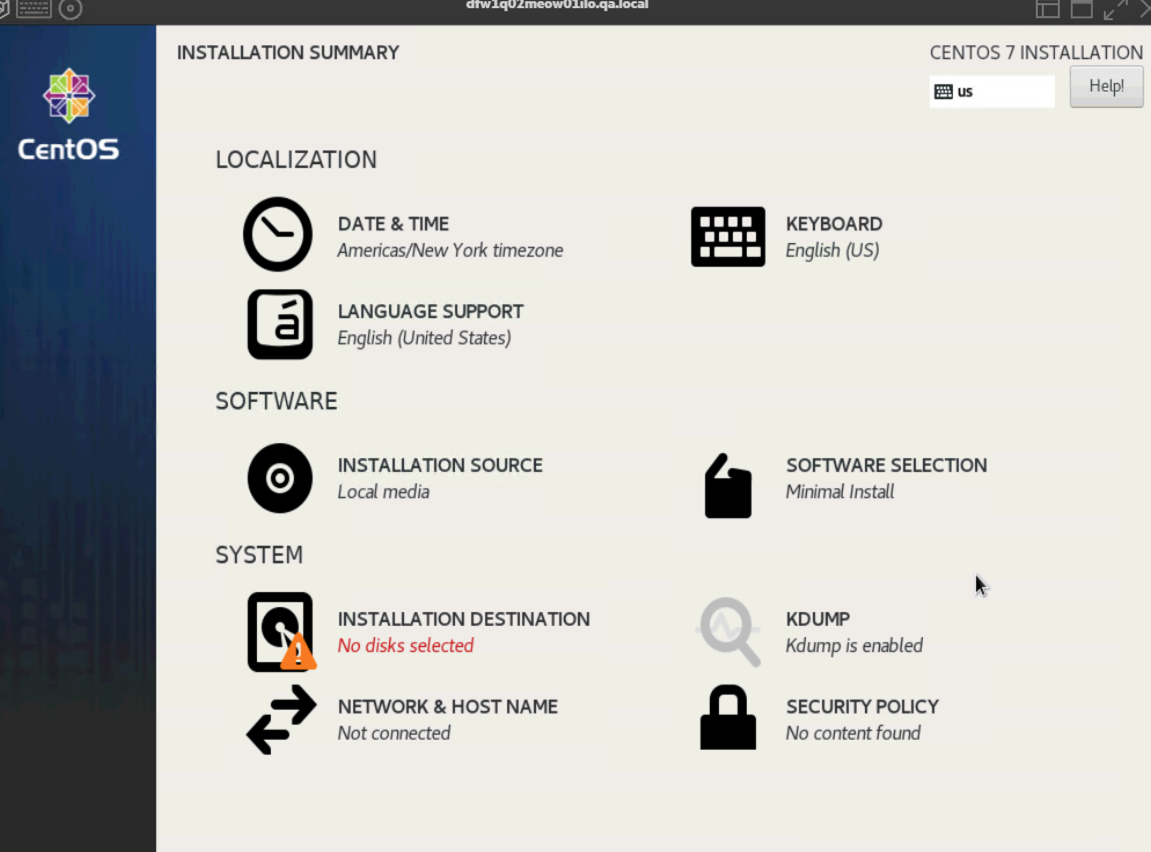 dfw1q02meow01ilo.qa.local
INSTALLATION SUMMARY
CENTOS 7 INSTALLATION
us
Help!
CentOS
LOCALIZATION
DATE & TIME
Americas/New York timezone
KEYBOARD
English (US)
á
LANGUAGE SUPPORT
English (United States)
SOFTWARE
INSTALLATION SOURCE
Local media
SOFTWARE SELECTION
Minimal Install
SYSTEM
INSTALLATION DESTINATION
No disks selected
KDUMP
Kdump is enabled
NETWORK & HOST NAME
Not connected
SECURITY POLICY
No content found